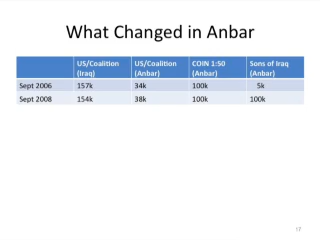 What Changed in Anbar
US/Coalition (Iraq) US/Coalition (Anbar) COIN 1:50 (Anbar) Sons of Iraq (Anbar)
Sept 2006 157k 34k 100k 5k
Sept 2008 154k 38k 100k 100k
17